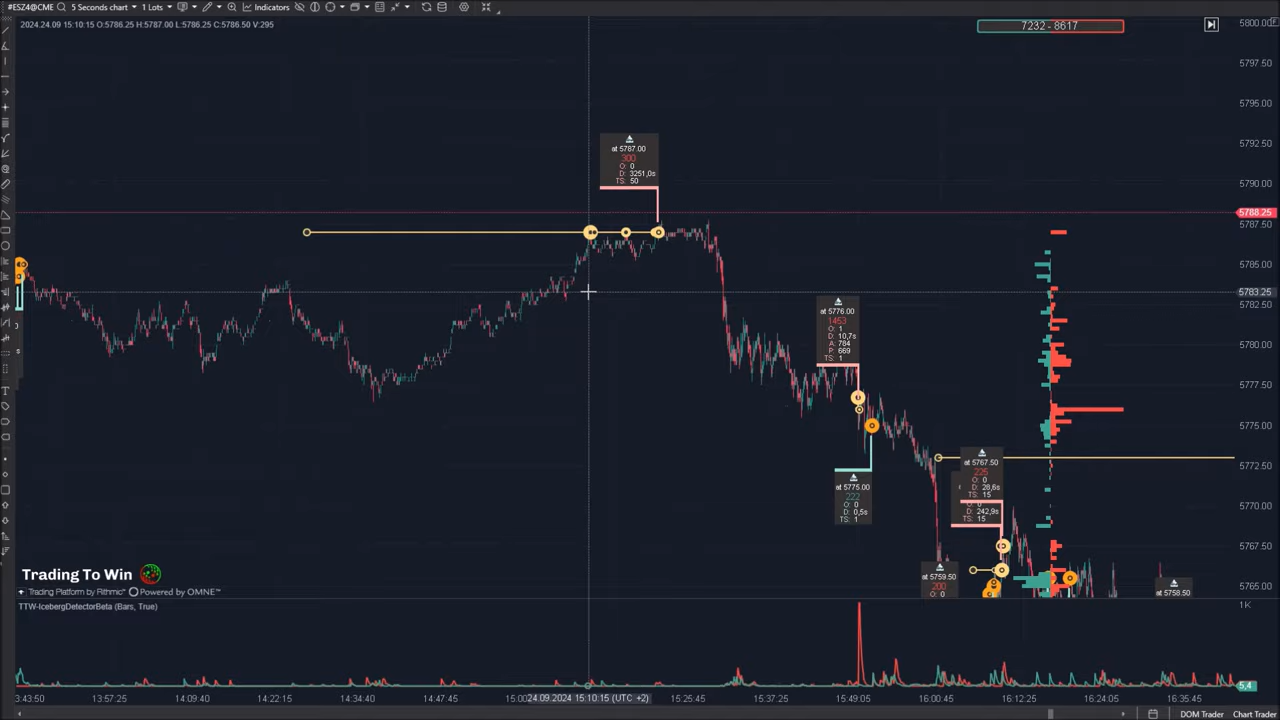 #ESZ4@CME 5 Seconds chart 1 Lots Indicators
2024.24.09 15:10:15 O:5786.25 H:5787.00 L:5786.25 C:5786.50 V:295
7232 - 8617
5800.00
5797.50
5795.00
5792.50
5790.00
5788.25
5787.50
5785.00
5783.25
5782.50
5780.00
5777.50
5775.00
5772.50
5770.00
5767.50
5765.00
at 5787.00
300
O: 0
D: 3251,0s
TS: 50
at 5776.00
1453
O: 1
D: 10,7s
A: 784
P: 669
TS: 1
at 5775.00
222
O: 0
D: 0,5s
TS: 1
at 5767.50
225
O: 0
D: 28,6s
TS: 15
D: 242,9s
TS: 15
at 5759.50
200
O: 0
at 5758.50
Trading To Win
Trading Platform by Rithmic™ Powered by OMNE™
TTW-IcebergDetectorBeta (Bars, True)
1K
5,4
:43:50 13:57:25 14:09:40 14:22:15 14:34:40 14:47:45 15:00 24.09.2024 15:10:15 (UTC +2) 15:25:45 15:37:25 15:49:05 16:00:45 16:12:25 16:24:05 16:35:45
DOM Trader Chart Trader